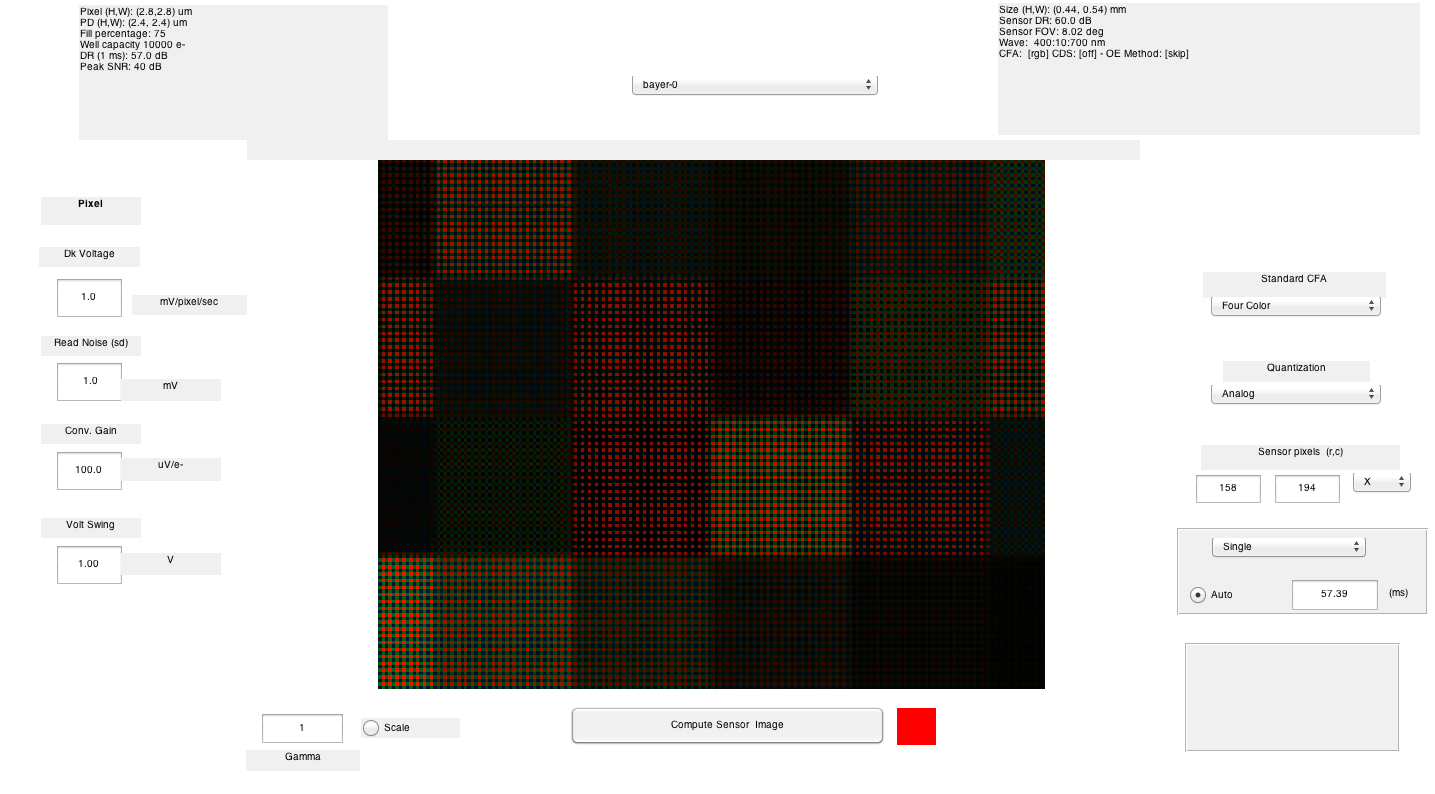 Pixel (H,W): (2.8,2.8) um
PD (H,W): (2.4, 2.4) um
Fill percentage: 75
Well capacity 10000 e-
DR (1 ms): 57.0 dB
Peak SNR: 40 dB
bayer-0
Size (H,W): (0.44, 0.54) mm
Sensor DR: 60.0 dB
Sensor FOV: 8.02 deg
Wave:  400:10:700 nm
CFA:  [rgb] CDS: [off] - OE Method: [skip]
Pixel
Dk Voltage
1.0
mV/pixel/sec
Read Noise (sd)
1.0
mV
Conv. Gain
100.0
uV/e-
Volt Swing
1.00
V
Standard CFA
Four Color
Quantization
Analog
Sensor pixels  (r,c)
158
194
X
Single
Auto
57.39
(ms)
1
Scale
Gamma
Compute Sensor  Image